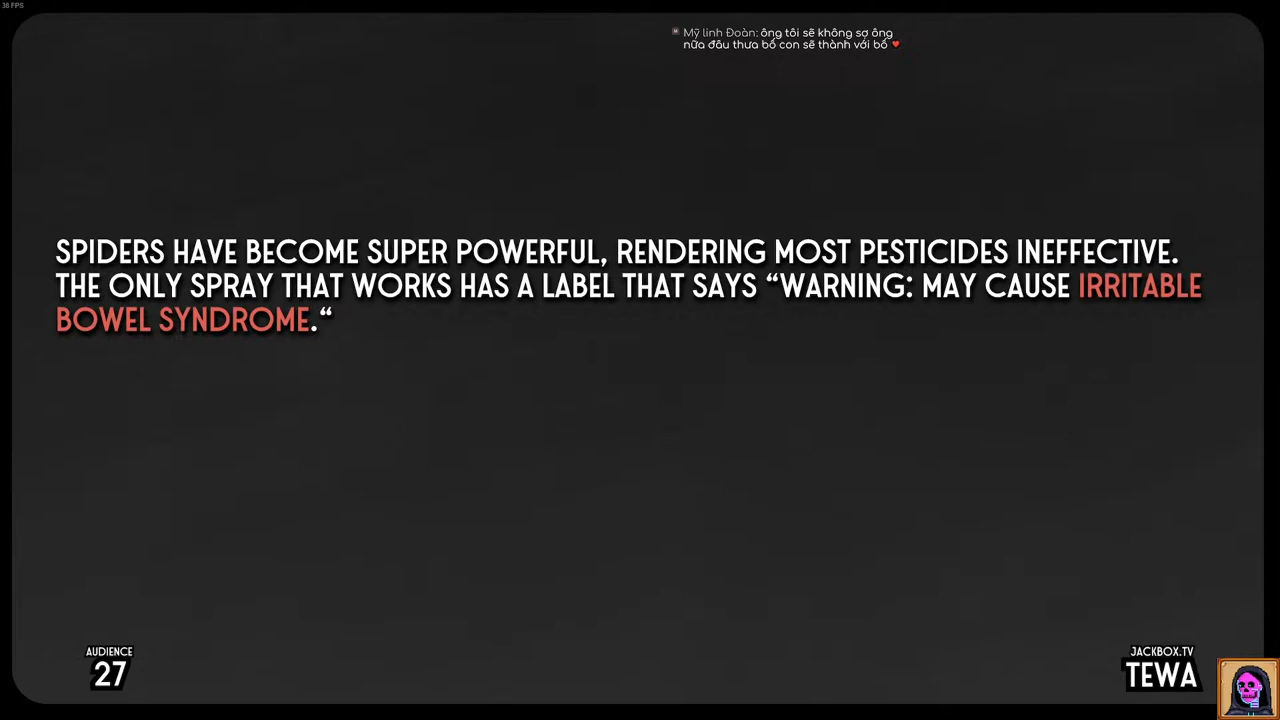 36 FPS
Mỹ linh Đoàn: ông tôi sẽ không sợ ông
nữa đâu thưa bố con sẽ thành với bố ❤️
SPIDERS HAVE BECOME SUPER POWERFUL, RENDERING MOST PESTICIDES INEFFECTIVE.
THE ONLY SPRAY THAT WORKS HAS A LABEL THAT SAYS “WARNING: MAY CAUSE IRRITABLE
BOWEL SYNDROME.“
AUDIENCE
27
JACKBOX.TV
TEWA